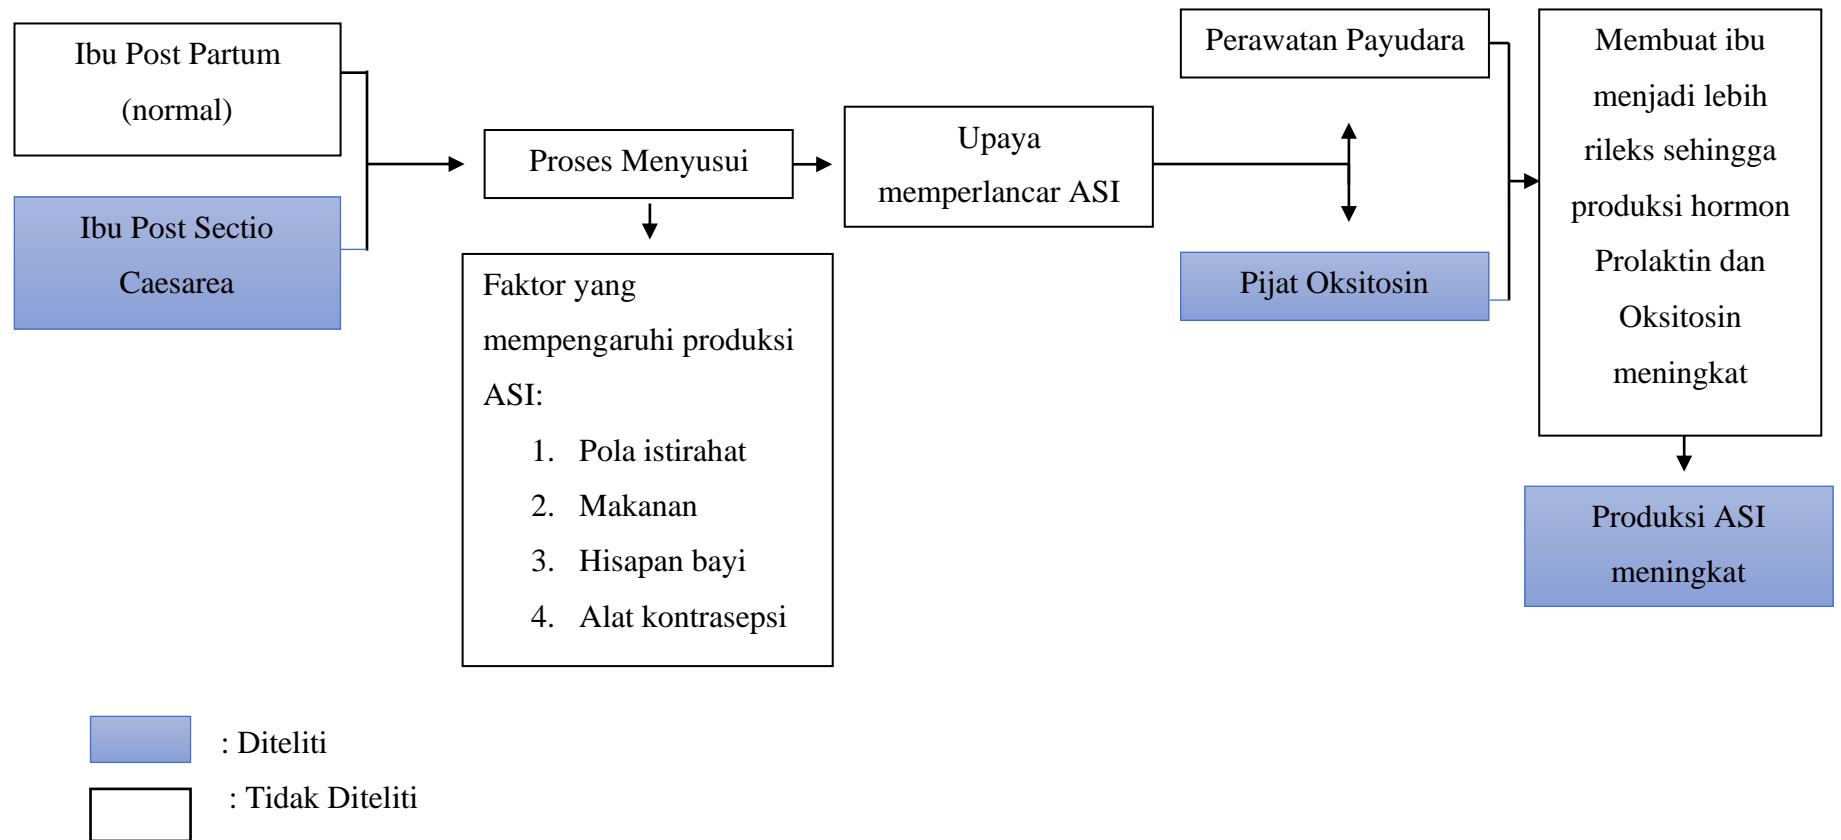 Ibu Post Partum
(normal)
Ibu Post Sectio
Caesarea
Proses Menyusui
Faktor yang
mempengaruhi produksi
ASI:
1. Pola istirahat
2. Makanan
3. Hisapan bayi
4. Alat kontrasepsi
Upaya
memperlancar ASI
Perawatan Payudara
Pijat Oksitosin
Membuat ibu
menjadi lebih
rileks sehingga
produksi hormon
Prolaktin dan
Oksitosin
meningkat
Produksi ASI
meningkat
: Diteliti
: Tidak Diteliti